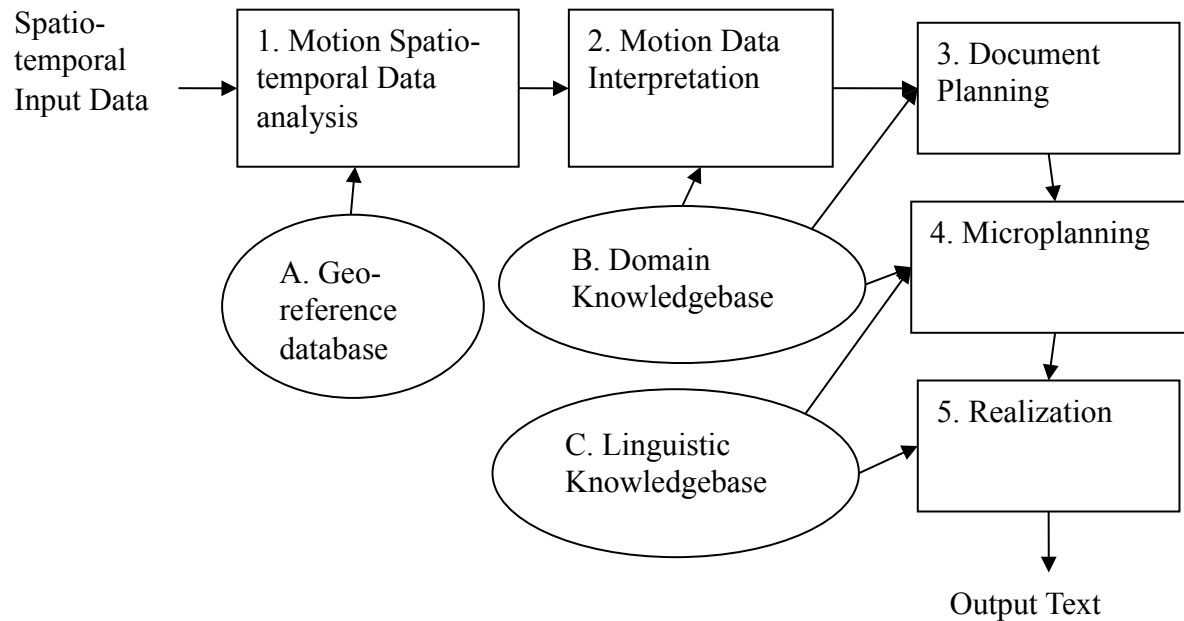 Spatio-
temporal
Input Data
1. Motion Spatio-
temporal Data
analysis
2. Motion Data
Interpretation
3. Document
Planning
A. Geo-
reference
database
B. Domain
Knowledgebase
4. Microplanning
C. Linguistic
Knowledgebase
5. Realization
Output Text